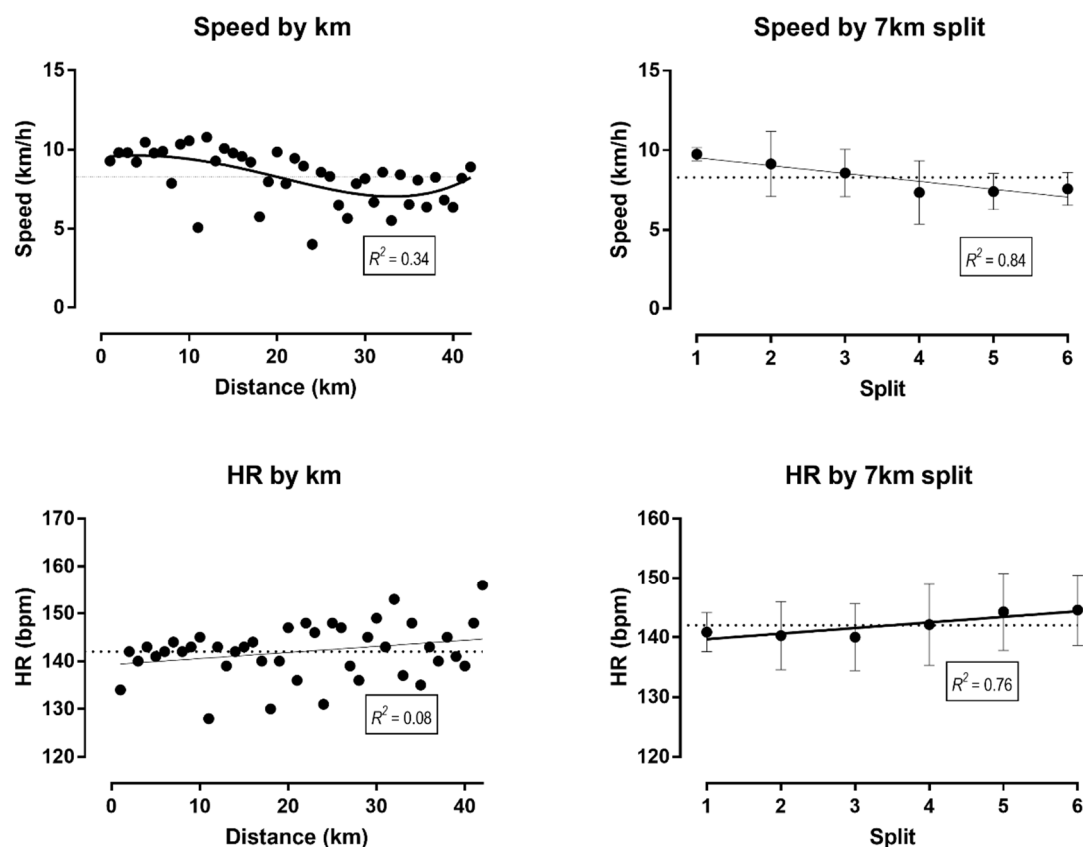 Speed by km
15
10
5
0
Speed (km/h)
R² = 0.34
0 10 20 30 40
Distance (km)
Speed by 7km split
15
10
5
0
Speed (km/h)
R² = 0.84
1 2 3 4 5 6
Split
HR by km
170
160
150
140
130
120
HR (bpm)
R² = 0.08
0 10 20 30 40
Distance (km)
HR by 7km split
160
150
140
130
120
HR (bpm)
R² = 0.76
1 2 3 4 5 6
Split